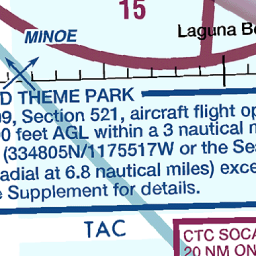 15
MINOE
Laguna Be
D THEME PARK
99, Section 521, aircraft flight op
0 feet AGL within a 3 nautical m
(334805N/1175517W or the Se
adial at 6.8 nautical miles) exce
e Supplement for details.
TAC
CTC SOCA
20 NM ON